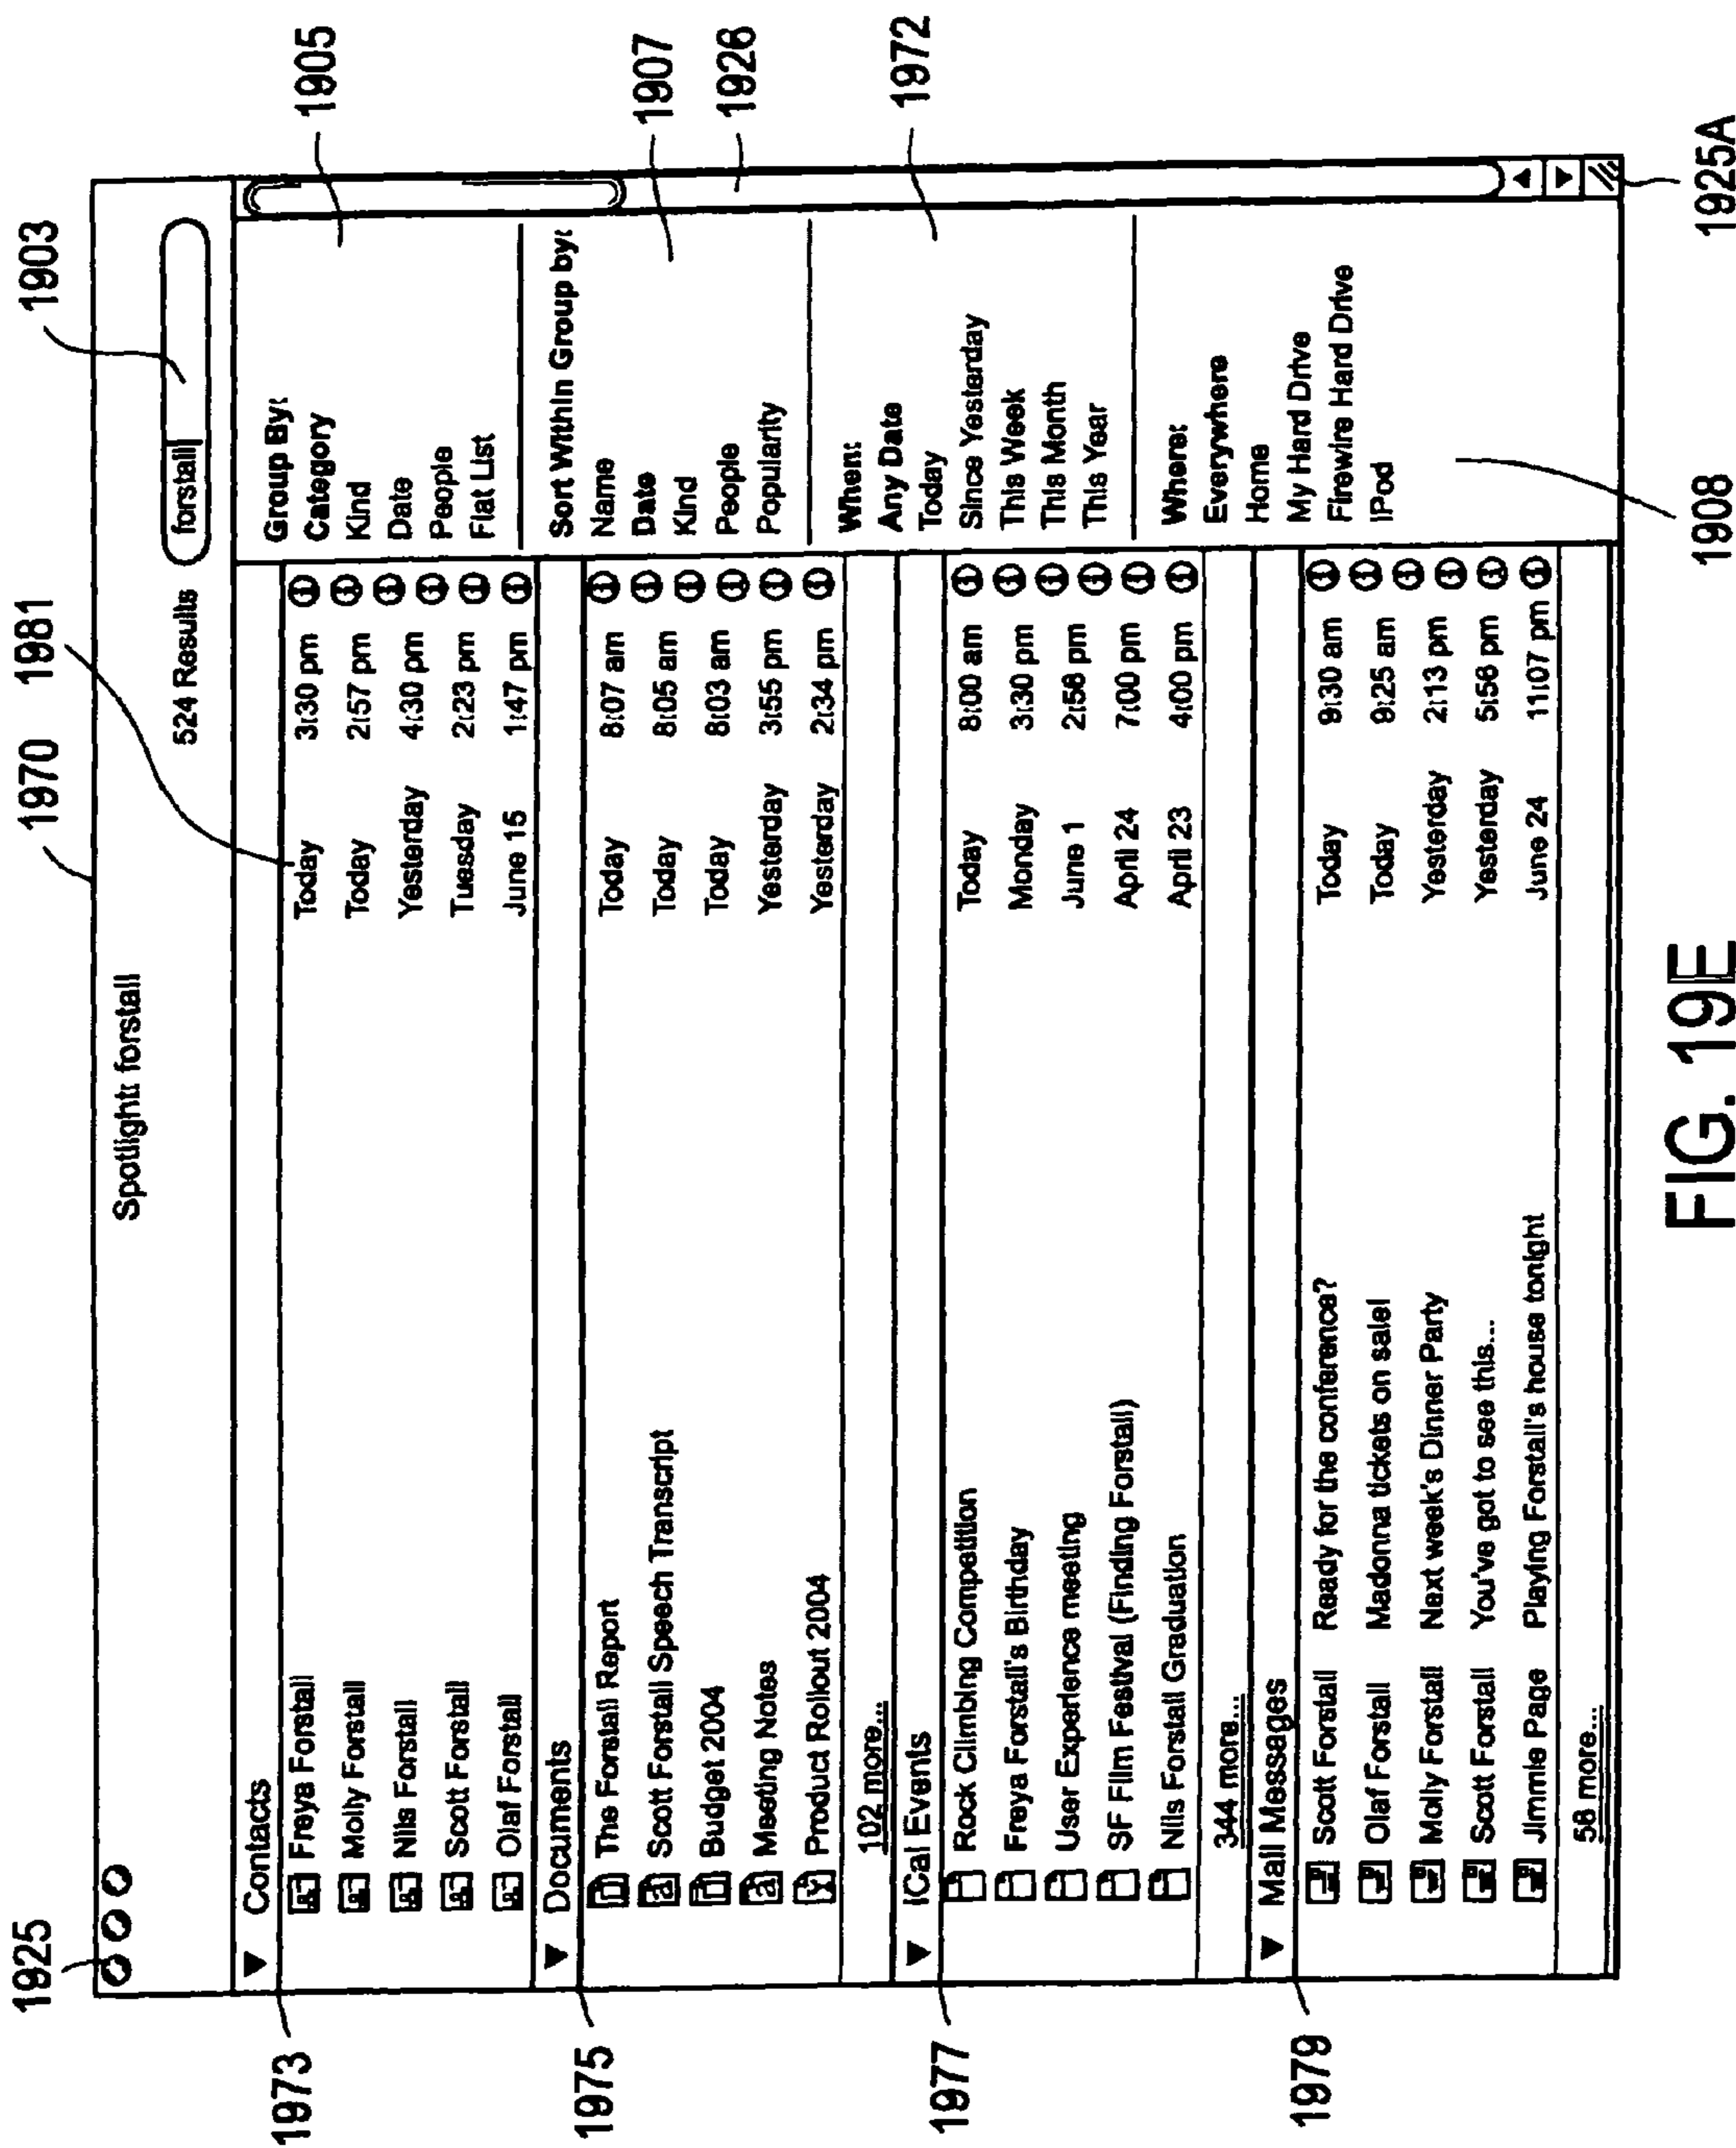 1925
1970
1981
1903
Spotlight: forstall
524 Results
forstall
1973
Contacts
Freya Forstall Today 3:30 pm
Molly Forstall Today 2:57 pm
Nils Forstall Yesterday 4:30 pm
Scott Forstall Tuesday 2:23 pm
Olaf Forstall June 15 1:47 pm
1975
Documents
The Forstall Report Today 8:07 am
Scott Forstall Speech Transcript Today 8:05 am
Budget 2004 Today 8:03 am
Meeting Notes Yesterday 3:55 pm
Product Rollout 2004 Yesterday 2:34 pm
102 more...
1977
iCal Events
Rock Climbing Competition Today 8:00 am
Freya Forstall's Birthday Monday 3:30 pm
User Experience meeting June 1 2:58 pm
SF Film Festival (Finding Forstall) April 24 7:00 pm
Nils Forstall Graduation April 23 4:00 pm
344 more...
1979
Mail Messages
Scott Forstall Ready for the conference? Today 9:30 am
Olaf Forstall Madonna tickets on sale! Today 9:25 am
Molly Forstall Next week's Dinner Party Yesterday 2:13 pm
Scott Forstall You've got to see this... Yesterday 5:58 pm
Jimmie Page Playing Forstall's house tonight June 24 11:07 pm
58 more...
Group By:
Category
Kind
Date
People
Flat List
1905
Sort Within Group by:
Name
Date
Kind
People
Popularity
1907
1926
When:
Any Date
Today
Since Yesterday
This Week
This Month
This Year
1972
Where:
Everywhere
Home
My Hard Drive
Firewire Hard Drive
iPod
1908
1925A
FIG. 19E